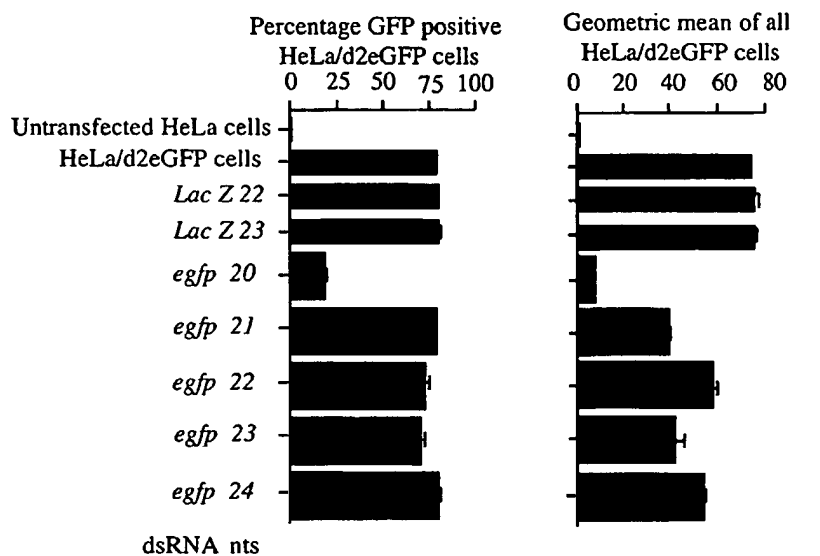 Percentage GFP positive
HeLa/d2eGFP cells
0 25 50 75 100
Geometric mean of all
HeLa/d2eGFP cells
0 20 40 60 80
Untransfected HeLa cells
HeLa/d2eGFP cells
Lac Z 22
Lac Z 23
egfp 20
egfp 21
egfp 22
egfp 23
egfp 24
dsRNA nts